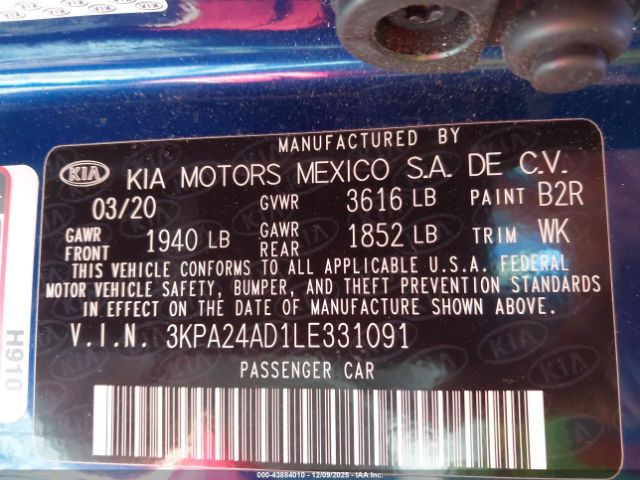 MANUFACTURED BY
KIA KIA MOTORS MEXICO S.A. DE C.V.
03/20 GVWR 3616 LB PAINT B2R
GAWR FRONT 1940 LB GAWR REAR 1852 LB TRIM WK
THIS VEHICLE CONFORMS TO ALL APPLICABLE U.S.A. FEDERAL
MOTOR VEHICLE SAFETY, BUMPER, AND THEFT PREVENTION STANDARDS
IN EFFECT ON THE DATE OF MANUFACTURE SHOWN ABOVE.
V.I.N. 3KPA24AD1LE331091
PASSENGER CAR
H910
000-43884010 - 12/09/2025 - IAA Inc.